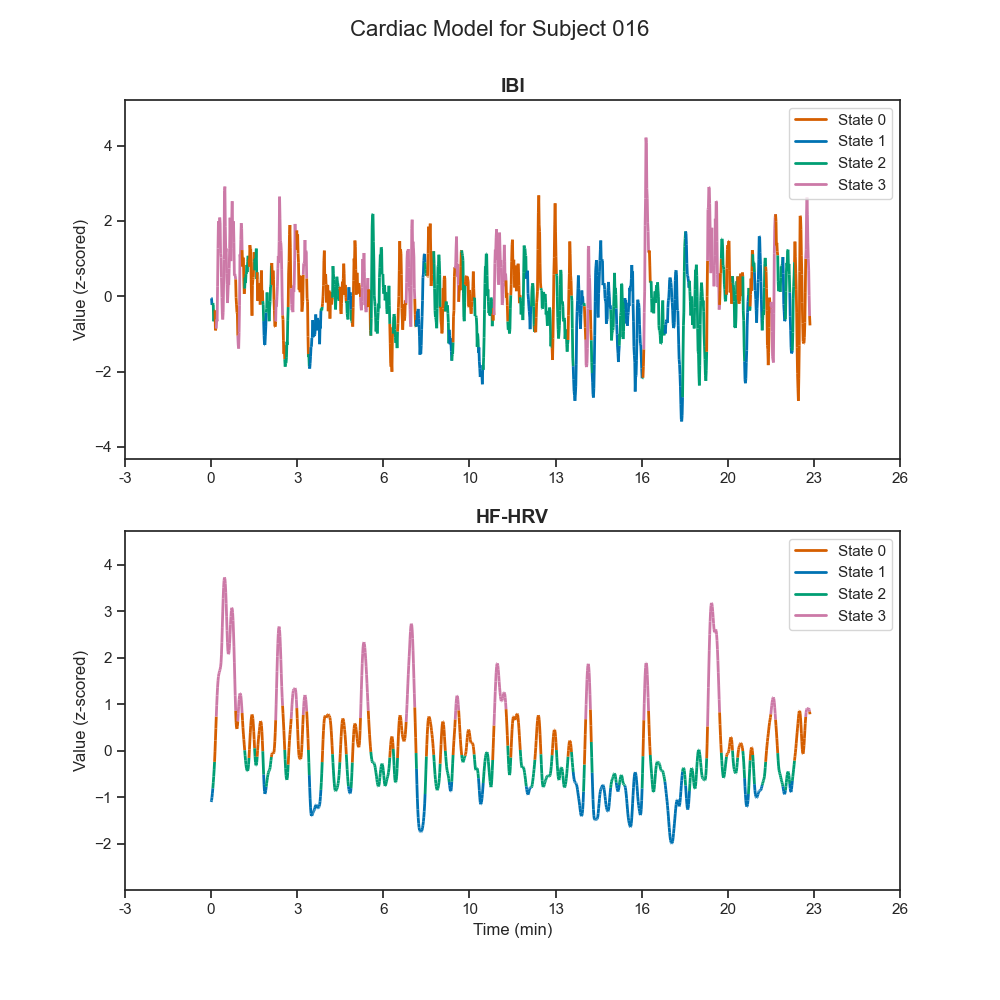 Cardiac Model for Subject 016
IBI
Value (z-scored)
4
2
0
−2
−4
State 0
State 1
State 2
State 3
-3 0 3 6 10 13 16 20 23 26
HF-HRV
Value (z-scored)
4
3
2
1
0
−1
−2
State 0
State 1
State 2
State 3
-3 0 3 6 10 13 16 20 23 26
Time (min)